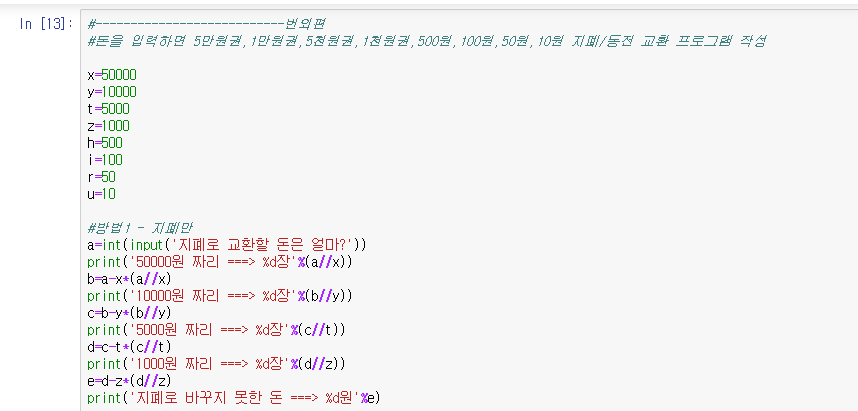 In [13]: #---------------------------번외편
#돈을 입력하면 5만원권,1만원권,5천원권,1천원권,500원,100원,50원,10원 지폐/동전 교환 프로그램 작성
x=50000
y=10000
t=5000
z=1000
h=500
i=100
r=50
u=10
#방법1 - 지폐만
a=int(input('지폐로 교환할 돈은 얼마?'))
print('50000원 짜리 ===> %d장'%(a//x))
b=a-x*(a//x)
print('10000원 짜리 ===> %d장'%(b//y))
c=b-y*(b//y)
print('5000원 짜리 ===> %d장'%(c//t))
d=c-t*(c//t)
print('1000원 짜리 ===> %d장'%(d//z))
e=d-z*(d//z)
print('지폐로 바꾸지 못한 돈 ===> %d원'%e)